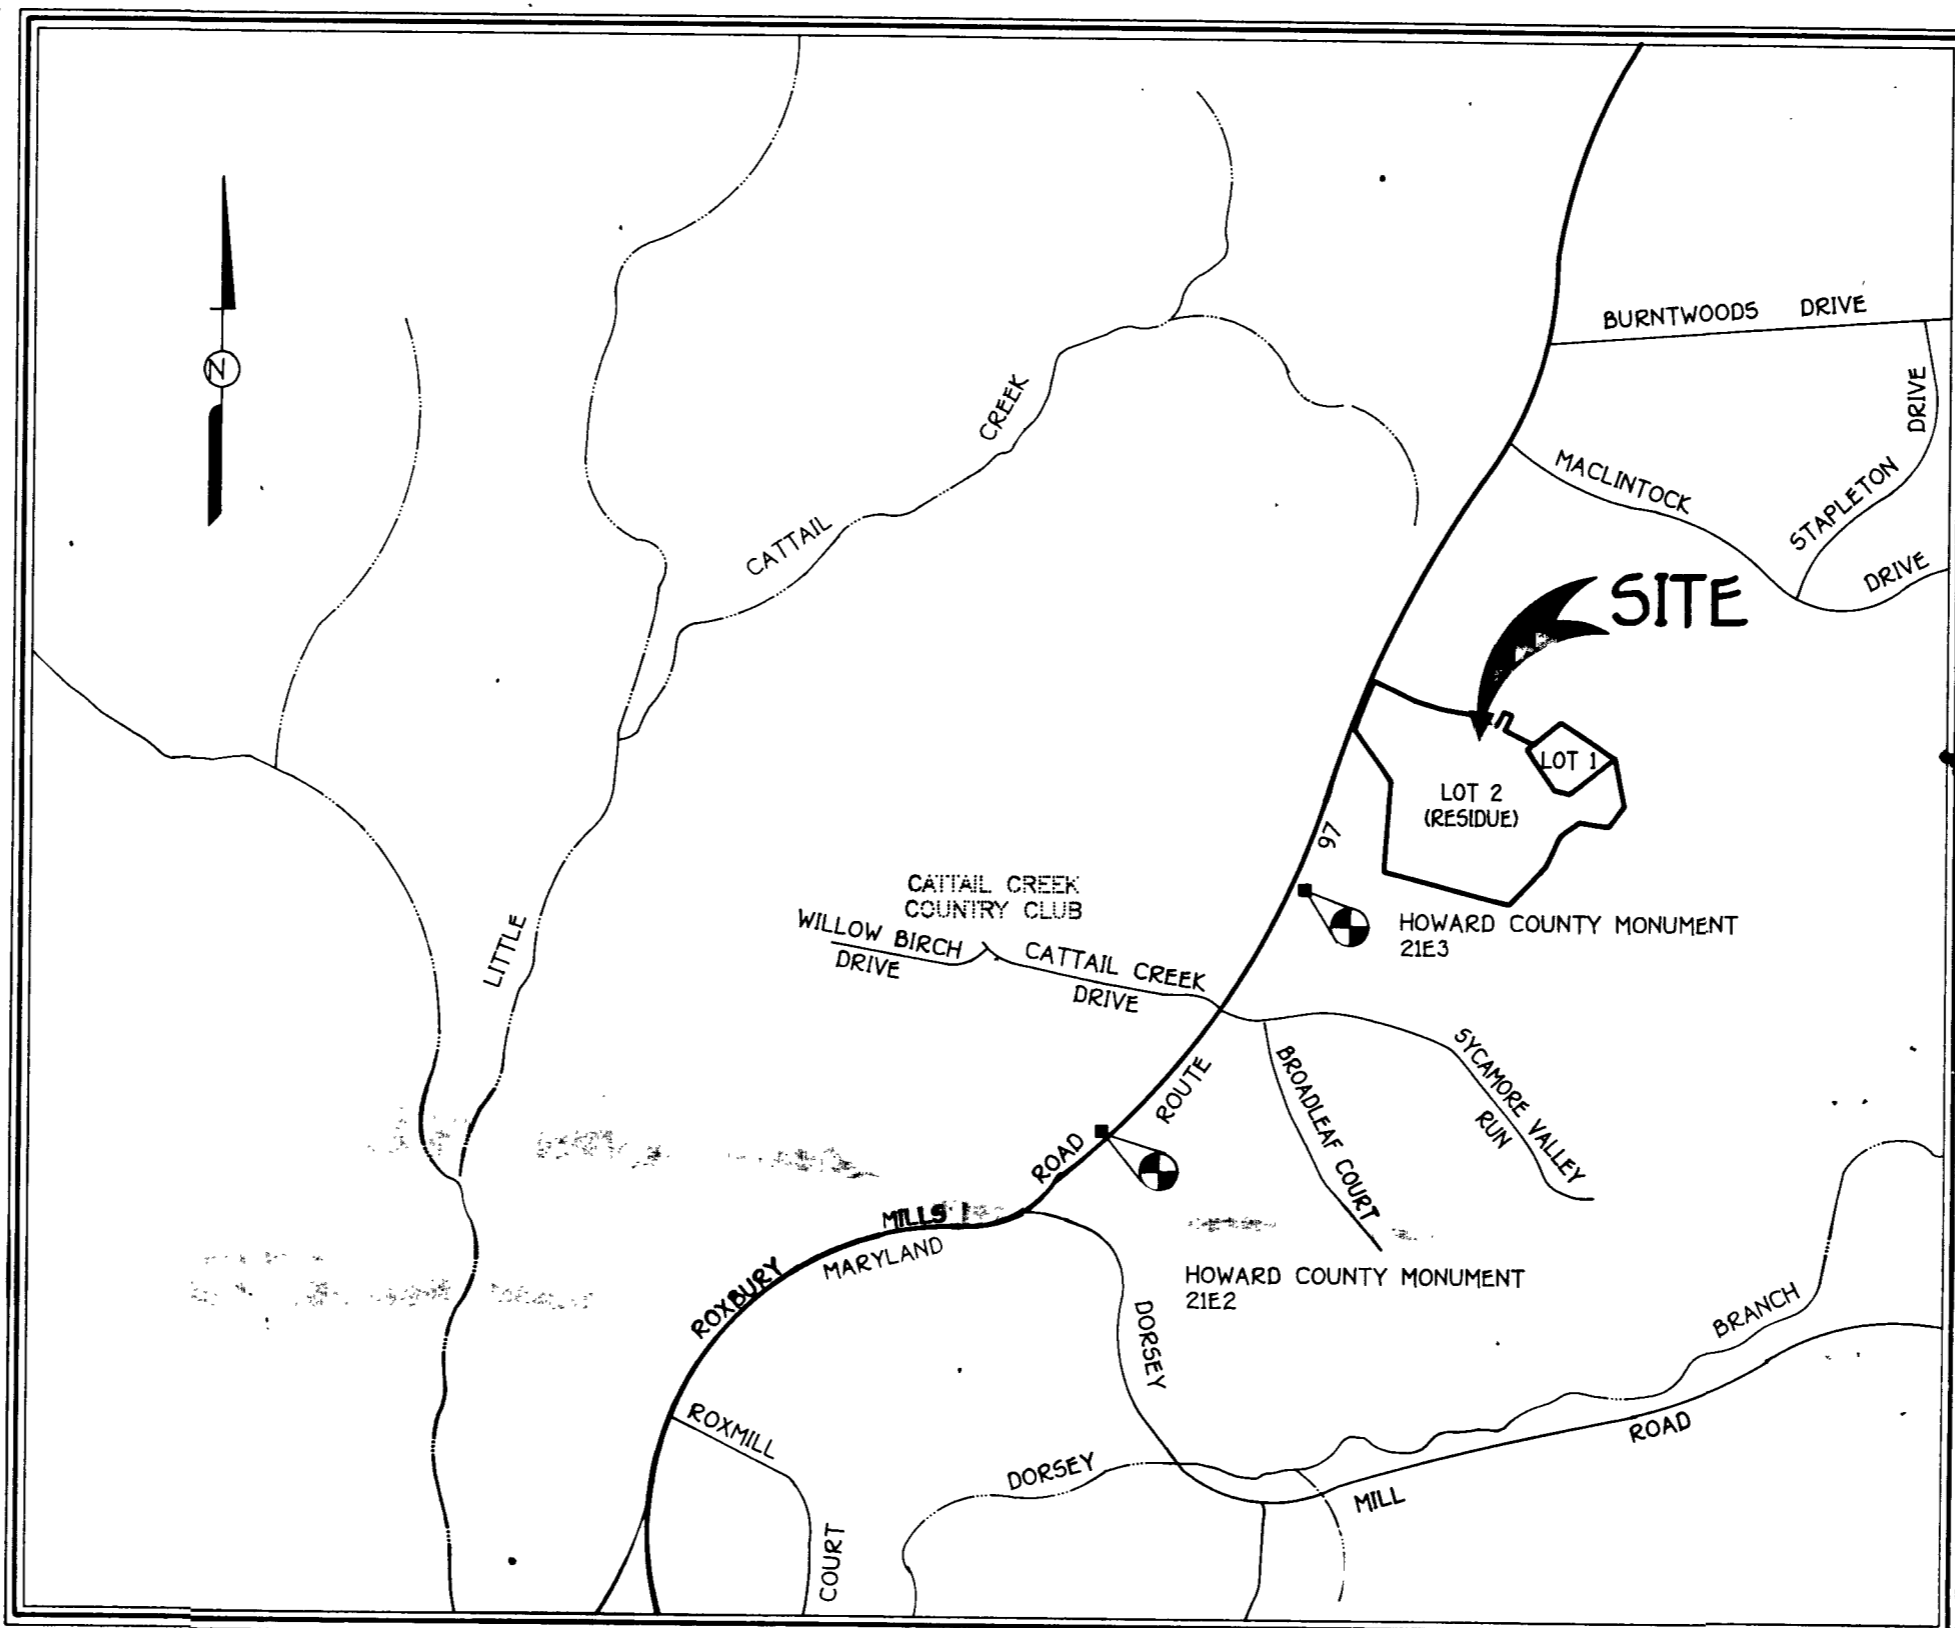 N
BURNTWOODS DRIVE
STAPLETON DRIVE
MACLINTOCK DRIVE
SITE
LOT 1
LOT 2
(RESIDUE)
LITTLE CATTAIL CREEK
CATTAIL CREEK
COUNTRY CLUB
WILLOW BIRCH
DRIVE
CATTAIL CREEK
DRIVE
HOWARD COUNTY MONUMENT
21E3
SYCAMORE VALLEY
RUN
BROADLEAF COURT
ROXBURY MILLS ROAD
MARYLAND ROUTE 97
HOWARD COUNTY MONUMENT
21E2
DORSEY MILL ROAD
DORSEY BRANCH
ROXMILL COURT